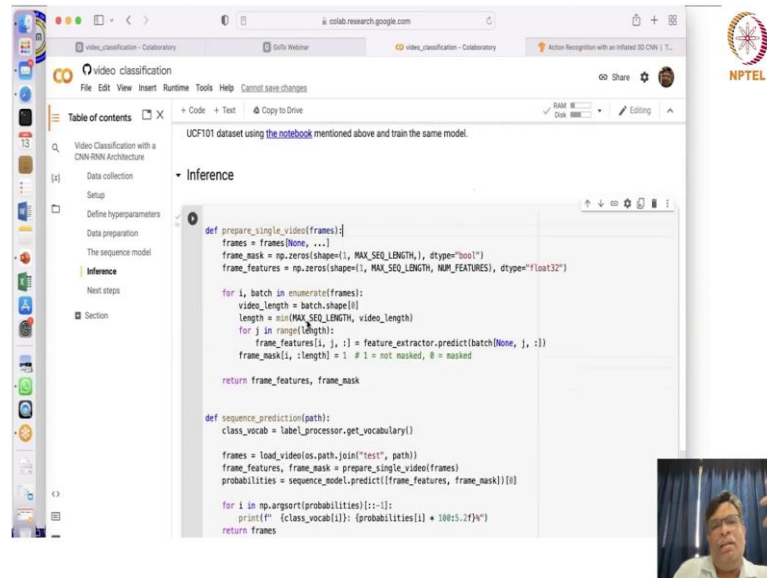 colab.research.google.com
video_classification - Colaboratory
GoTo Webinar
video_classification - Colaboratory
Action Recognition with an Inflated 3D CNN | T...
NPTEL
video classification
File Edit View Insert Runtime Tools Help Cannot save changes
Share
Table of contents
+ Code + Text Copy to Drive
RAM
Disk
Editing
UCF101 dataset using the notebook mentioned above and train the same model.
Video Classification with a
CNN-RNN Architecture
Data collection
Setup
Define hyperparameters
Data preparation
The sequence model
Inference
Next steps
Section
Inference
def prepare_single_video(frames):
frames = frames[None, ...]
frame_mask = np.zeros(shape=(1, MAX_SEQ_LENGTH,), dtype="bool")
frame_features = np.zeros(shape=(1, MAX_SEQ_LENGTH, NUM_FEATURES), dtype="float32")
for i, batch in enumerate(frames):
video_length = batch.shape[0]
length = min(MAX_SEQ_LENGTH, video_length)
for j in range(length):
frame_features[i, j, :] = feature_extractor.predict(batch[None, j, :])
frame_mask[i, :length] = 1 # 1 = not masked, 0 = masked
return frame_features, frame_mask
def sequence_prediction(path):
class_vocab = label_processor.get_vocabulary()
frames = load_video(os.path.join("test", path))
frame_features, frame_mask = prepare_single_video(frames)
probabilities = sequence_model.predict([frame_features, frame_mask])[0]
for i in np.argsort(probabilities)[::-1]:
print(f" {class_vocab[i]}: {probabilities[i] * 100:5.2f}%")
return frames
13